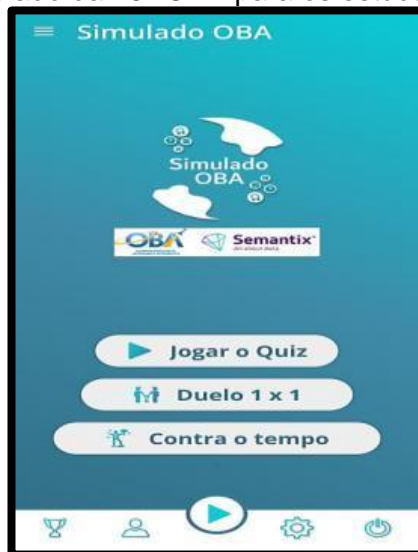 Simulado OBA
Simulado
OBA
OBA
Semantix
Jogar o Quiz
Duelo 1 x 1
Contra o tempo